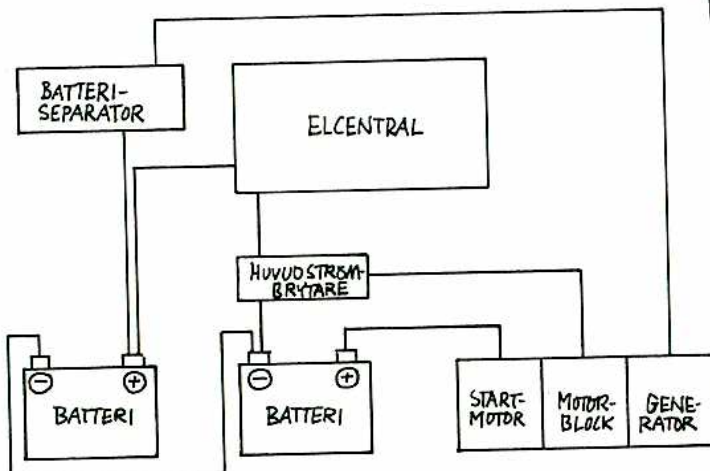 BATTERI-
SEPARATOR
ELCENTRAL
HUVUDSTRÖM-
BRYTARE
− +
BATTERI
− +
BATTERI
START-
MOTOR
MOTOR-
BLOCK
GENE-
RATOR